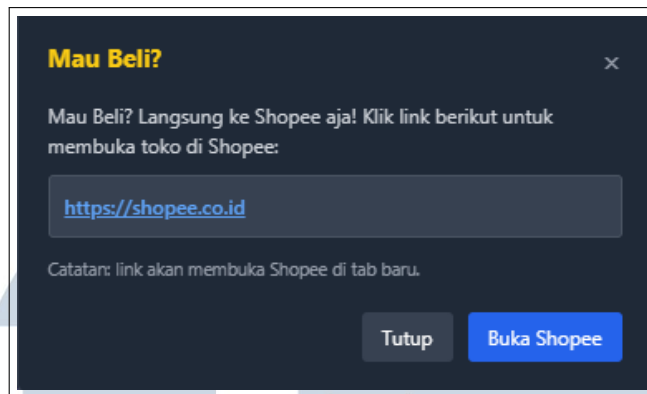 Mau Beli?
×
Mau Beli? Langsung ke Shopee aja! Klik link berikut untuk
membuka toko di Shopee:
https://shopee.co.id
Catatan: link akan membuka Shopee di tab baru.
Tutup
Buka Shopee